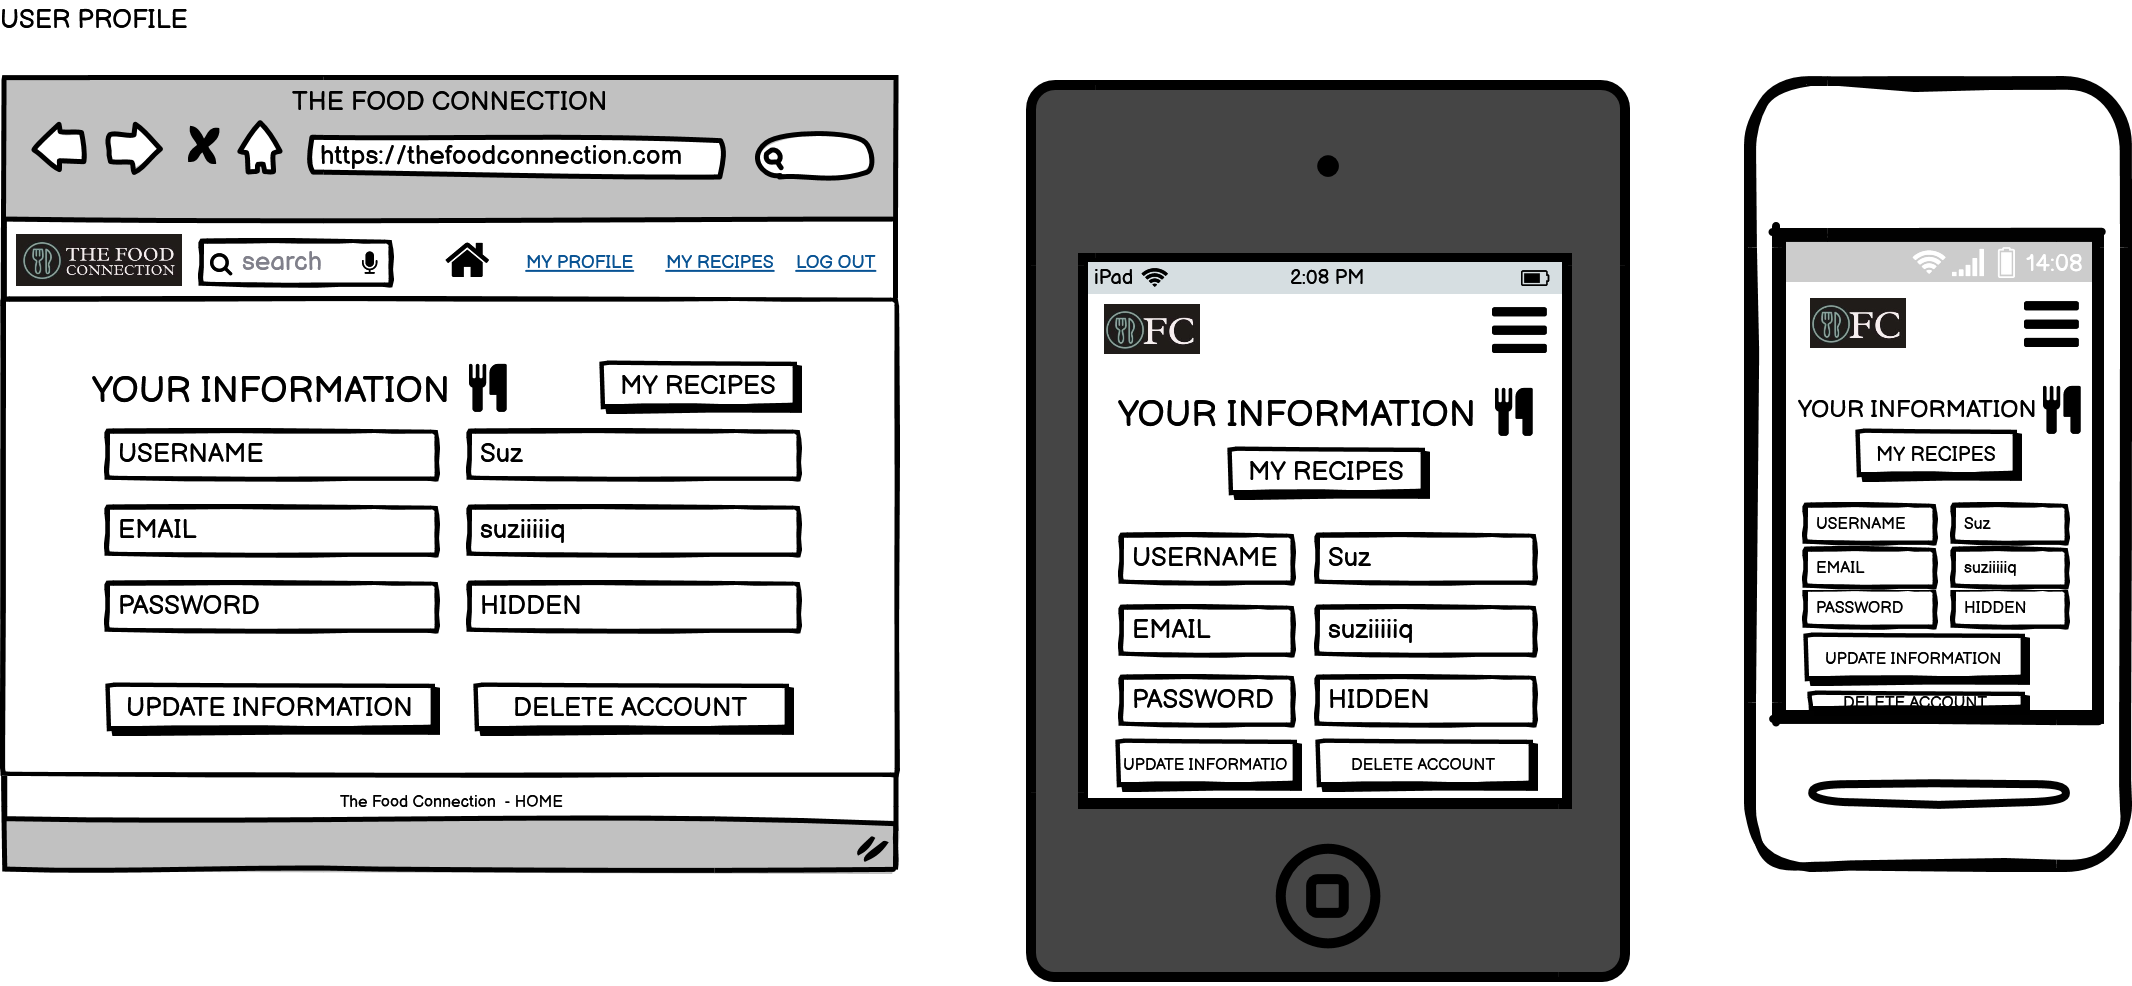 USER PROFILE
THE FOOD CONNECTION
https://thefoodconnection.com
THE FOOD
CONNECTION
search
MY PROFILE
MY RECIPES
LOG OUT
YOUR INFORMATION
MY RECIPES
USERNAME
Suz
EMAIL
suziiiiiq
PASSWORD
HIDDEN
UPDATE INFORMATION
DELETE ACCOUNT
The Food Connection - HOME
iPad
2:08 PM
FC
YOUR INFORMATION
MY RECIPES
USERNAME
Suz
EMAIL
suziiiiiq
PASSWORD
HIDDEN
UPDATE INFORMATIO
DELETE ACCOUNT
14:08
FC
YOUR INFORMATION
MY RECIPES
USERNAME
Suz
EMAIL
suziiiiiq
PASSWORD
HIDDEN
UPDATE INFORMATION
DELETE ACCOUNT